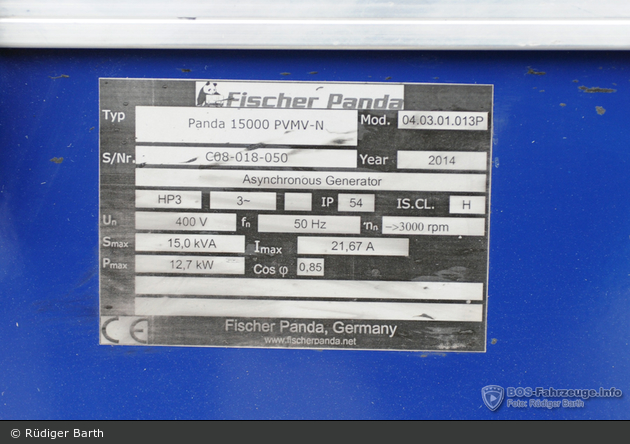 Fischer Panda
Typ Panda 15000 PVMV-N Mod. 04.03.01.013P
S/Nr. C08-018-050 Year 2014
Asynchronous Generator
HP3 3~ IP 54 IS.CL. H
Un 400 V fn 50 Hz nn ~>3000 rpm
Smax 15,0 kVA Imax 21,67 A
Pmax 12,7 kW Cos φ 0,85
CE Fischer Panda, Germany
www.fischerpanda.net
BOS-Fahrzeuge.Info
Foto: Rüdiger Barth
© Rüdiger Barth